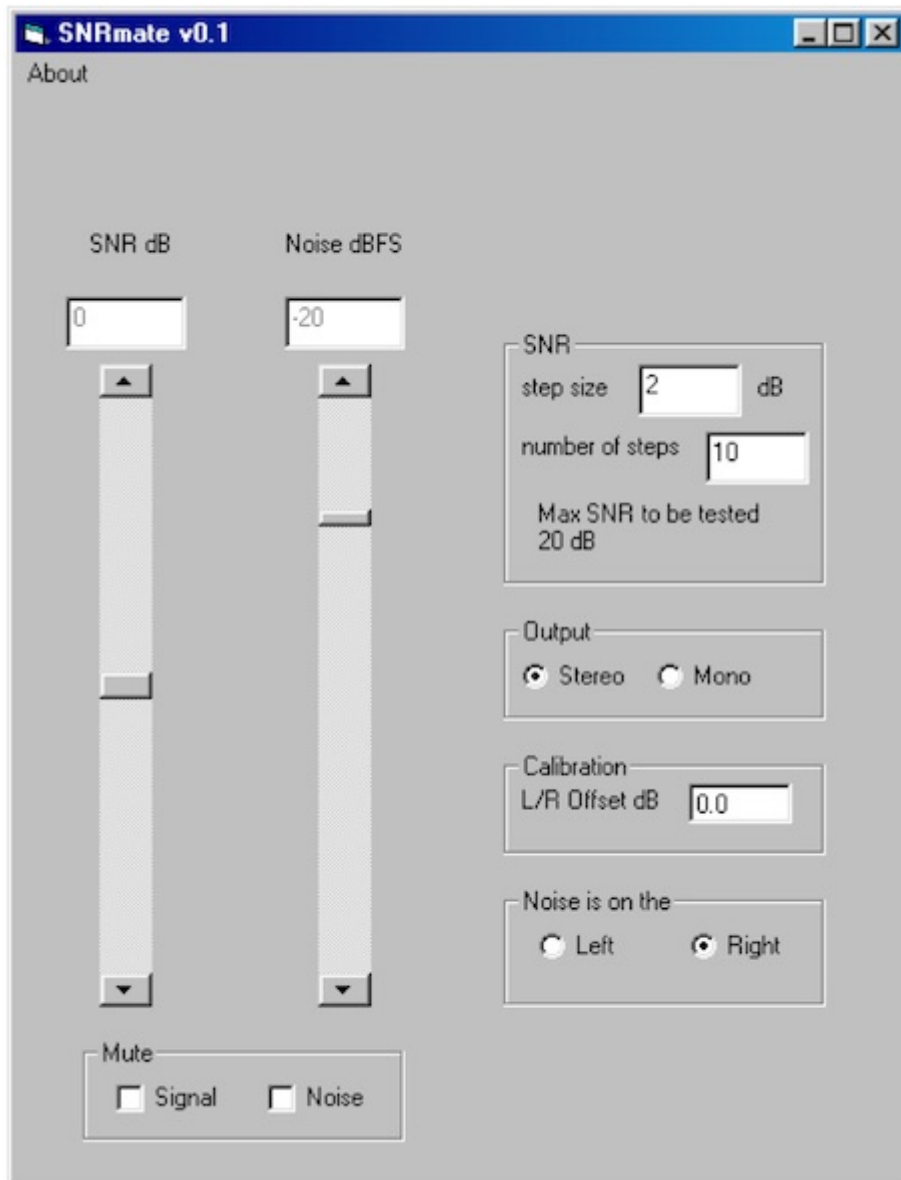 SNRmate v0.1
About
SNR dB
Noise dBFS
0
-20
SNR
step size 2 dB
number of steps 10
Max SNR to be tested
20 dB
Output
Stereo Mono
Calibration
L/R Offset dB 0.0
Noise is on the
Left Right
Mute
Signal Noise